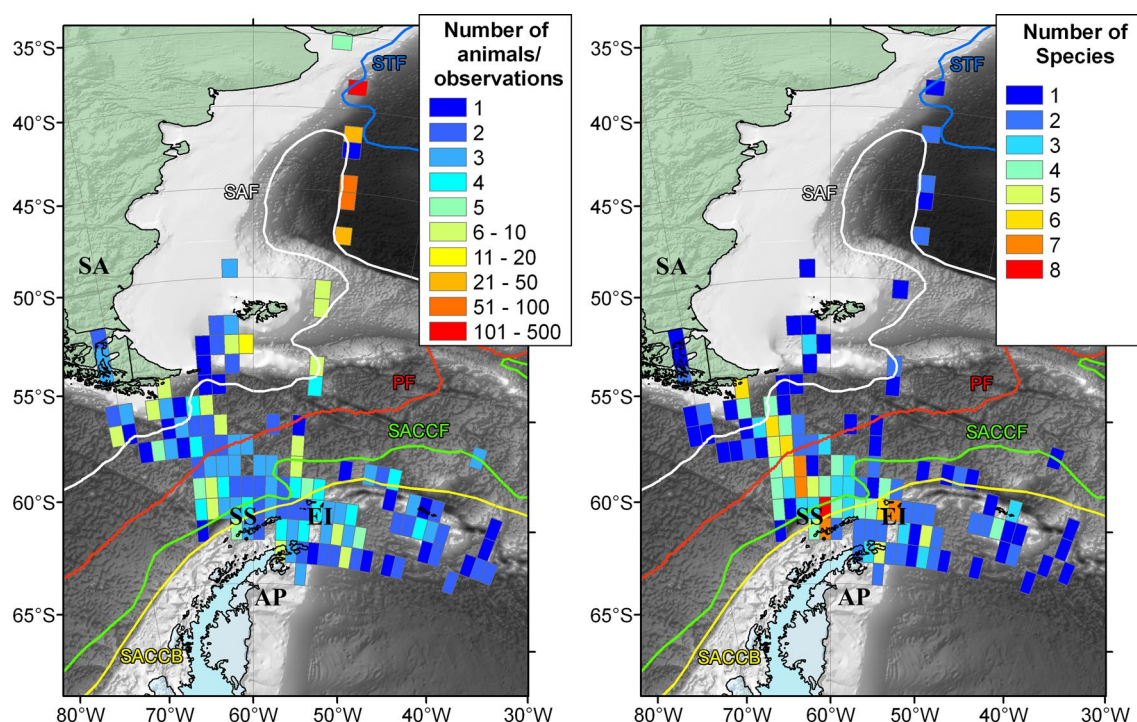 Number of
animals/
observations
1
2
3
4
5
6 - 10
11 - 20
21 - 50
51 - 100
101 - 500
35°S
40°S
45°S
50°S
55°S
60°S
65°S
STF
SAF
SA
PF
SACCF
SS
EI
AP
SACCB
80°W
70°W
60°W
50°W
40°W
30°W
Number of
Species
1
2
3
4
5
6
7
8
35°S
40°S
45°S
50°S
55°S
60°S
65°S
STF
SAF
SA
PF
SACCF
SS
EI
AP
SACCB
80°W
70°W
60°W
50°W
40°W
30°W